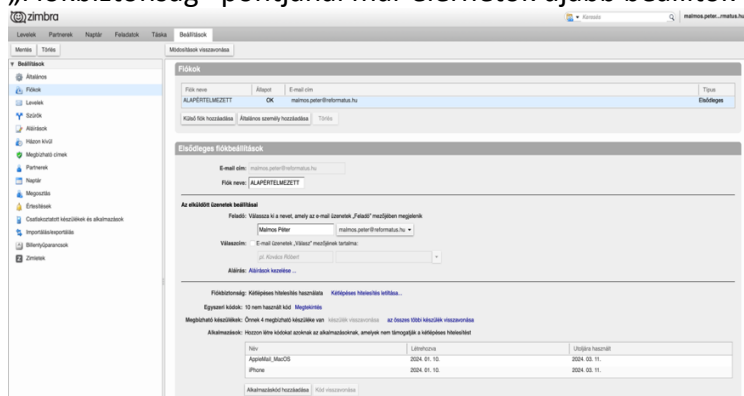 „Fiókbiztonság" pontjánál már elérhetők újabb beállítások
zimbra
Keresés
malmos.peter...rmatus.hu
Levelek Partnerek Naptár Feladatok Táska Beállítások
Mentés Törlés Módosítások visszavonása
Beállítások
Általános
Fiókok
Levelek
Szűrők
Aláírások
Házon kívül
Megbízható címek
Partnerek
Naptár
Megosztás
Értesítések
Csatlakoztatott készülékek és alkalmazások
Importálás/exportálás
Billentyűparancsok
Zimletek
Fiókok
Fiók neve Állapot E-mail cím Típus
ALAPÉRTELMEZETT OK malmos.peter@reformatus.hu Elsődleges
Külső fiók hozzáadása Általános személy hozzáadása Törlés
Elsődleges fiókbeállítások
E-mail cím: malmos.peter@reformatus.hu
Fiók neve: ALAPÉRTELMEZETT
Az elküldött üzenetek beállításai
Feladó: Válassza ki a nevet, amely az e-mail üzenetek „Feladó" mezőjében megjelenik
Malmos Péter malmos.peter@reformatus.hu
Válaszcím: E-mail üzenetek „Válasz" mezőjének tartalma:
pl. Kovács Róbert
Aláírás: Aláírások kezelése ...
Fiókbiztonság: Kétlépéses hitelesítés használata Kétlépéses hitelesítés letiltása...
Egyszeri kódok: 10 nem használt kód Megtekintés
Megbízható készülékek: Önnek 4 megbízható készüléke van készülék visszavonása az összes többi készülék visszavonása
Alkalmazások: Hozzon létre kódokat azoknak az alkalmazásoknak, amelyek nem támogatják a kétlépéses hitelesítést
Név Létrehozva Utoljára használt
AppleMail_MacOS 2024. 01. 10. 2024. 03. 11.
iPhone 2024. 01. 10. 2024. 03. 11.
Alkalmazáskód hozzáadása Kód visszavonása